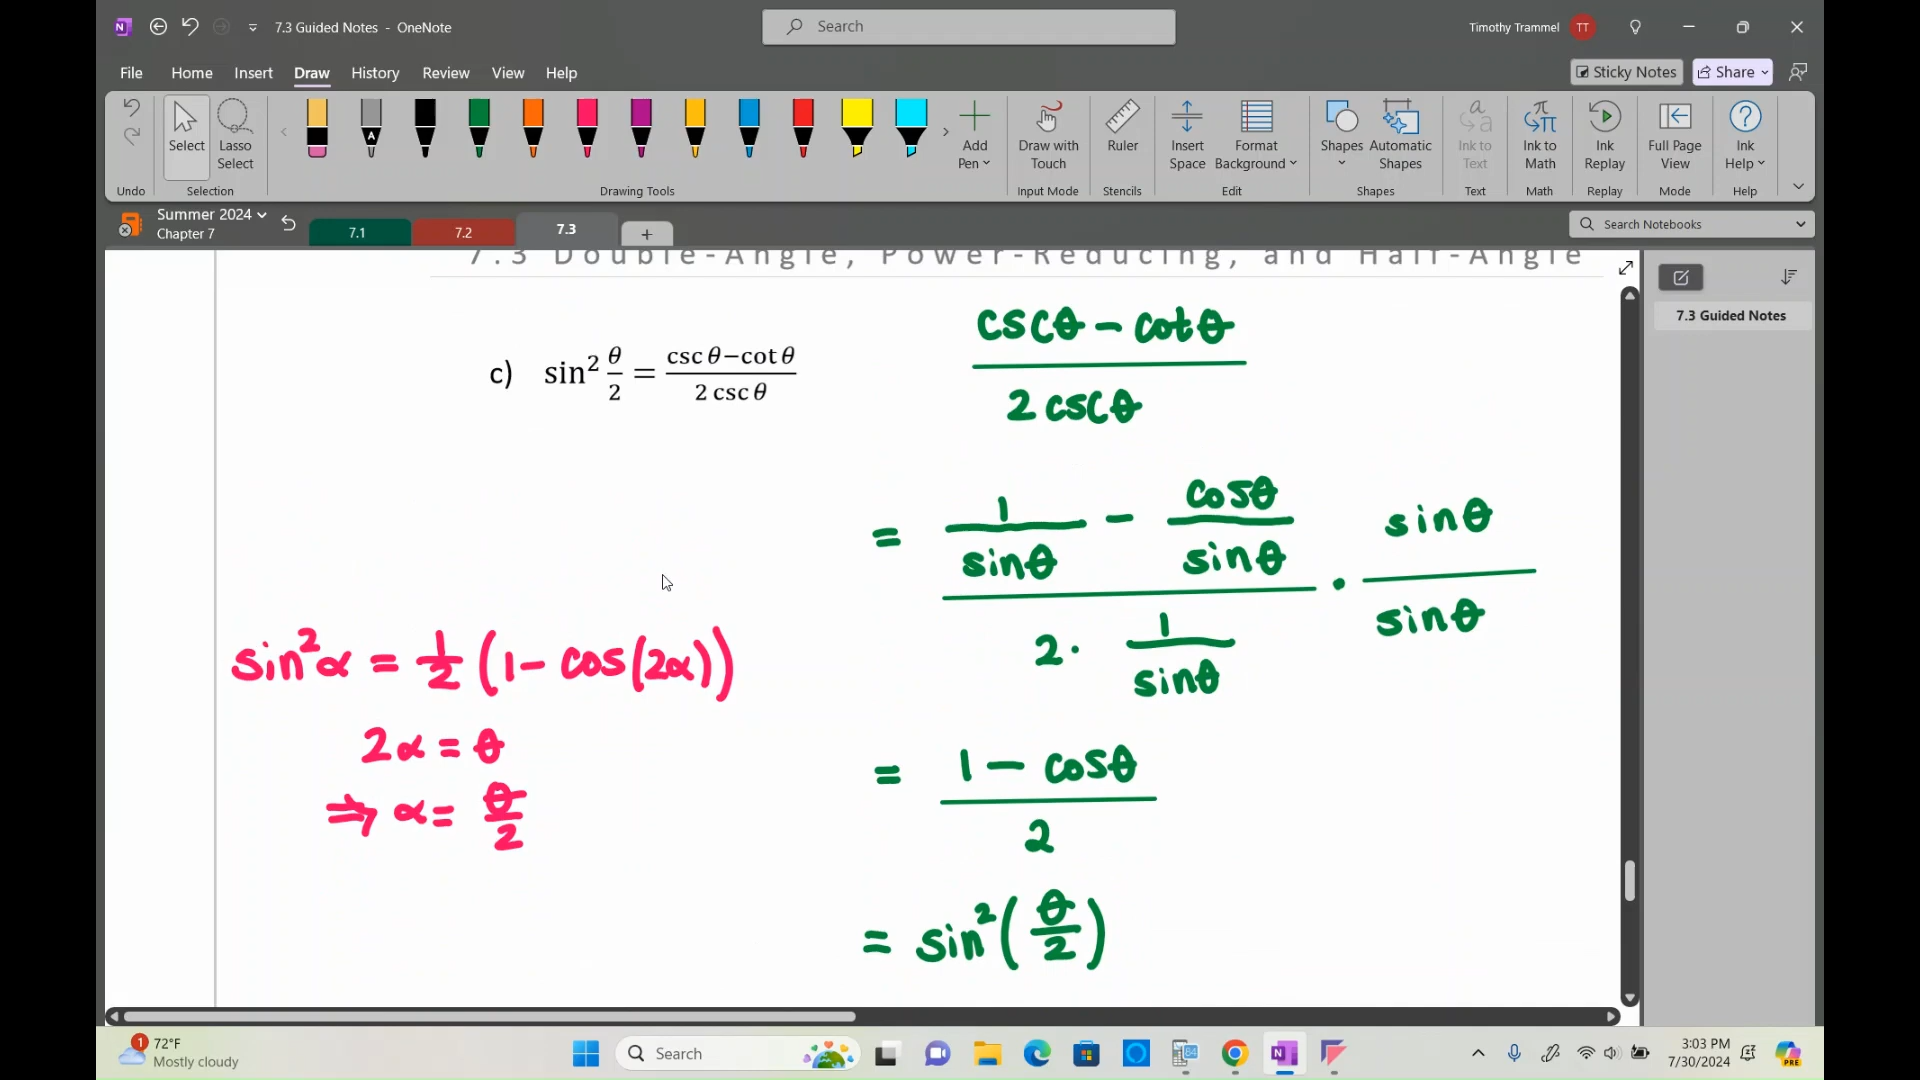 7.3 Guided Notes - OneNote
Search
Timothy Trammel TT
File Home Insert Draw History Review View Help
Sticky Notes Share
Undo
Select
Lasso Select
Selection
Drawing Tools
Add Pen
Draw with Touch
Input Mode
Ruler
Stencils
Insert Space
Format Background
Edit
Shapes
Automatic Shapes
Shapes
Ink to Text
Text
Ink to Math
Math
Ink Replay
Replay
Full Page View
Mode
Ink Help
Help
Summer 2024
Chapter 7
7.1 7.2 7.3 +
Search Notebooks
7.3 Guided Notes
7.3 Double-Angle, Power-Reducing, and Half-Angle
c) sin² θ/2 = (csc θ−cot θ)/(2 csc θ)
(cscθ − cotθ)/(2 cscθ)
= (1/sinθ − cosθ/sinθ)/(2 · 1/sinθ) · sinθ/sinθ
= (1 − cosθ)/2
= sin²(θ/2)
sin²α = 1/2 (1 − cos(2α))
2α = θ
⇒ α = θ/2
1
72°F
Mostly cloudy
Search
3:03 PM
7/30/2024
PRE